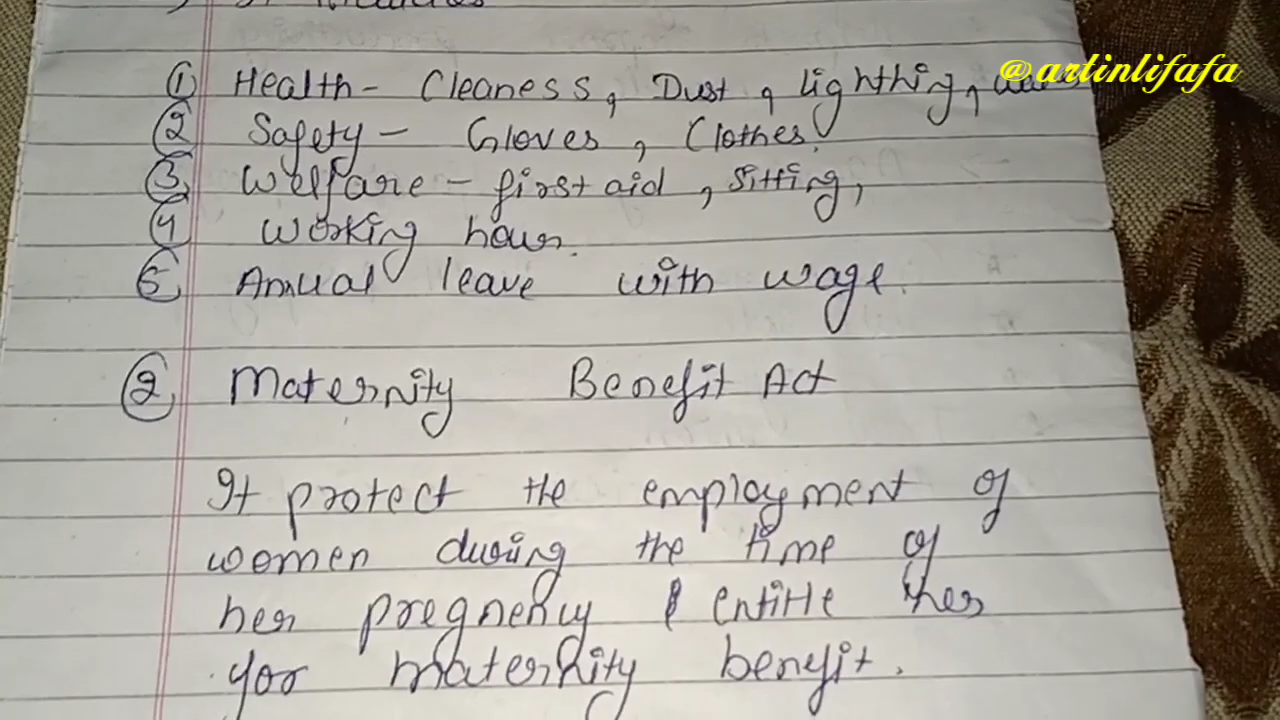 @artinlifafa
① Health - Cleaness, Dust, lighthing,
② Safety - Gloves, Clothes.
③ Welfare - first aid, sitting,
④ Working hour.
⑤ Annual leave with wage.
② Maternity Benefit Act
It protect the employment of
women during the time of
her pregnency & entitle her
for maternity benefit.